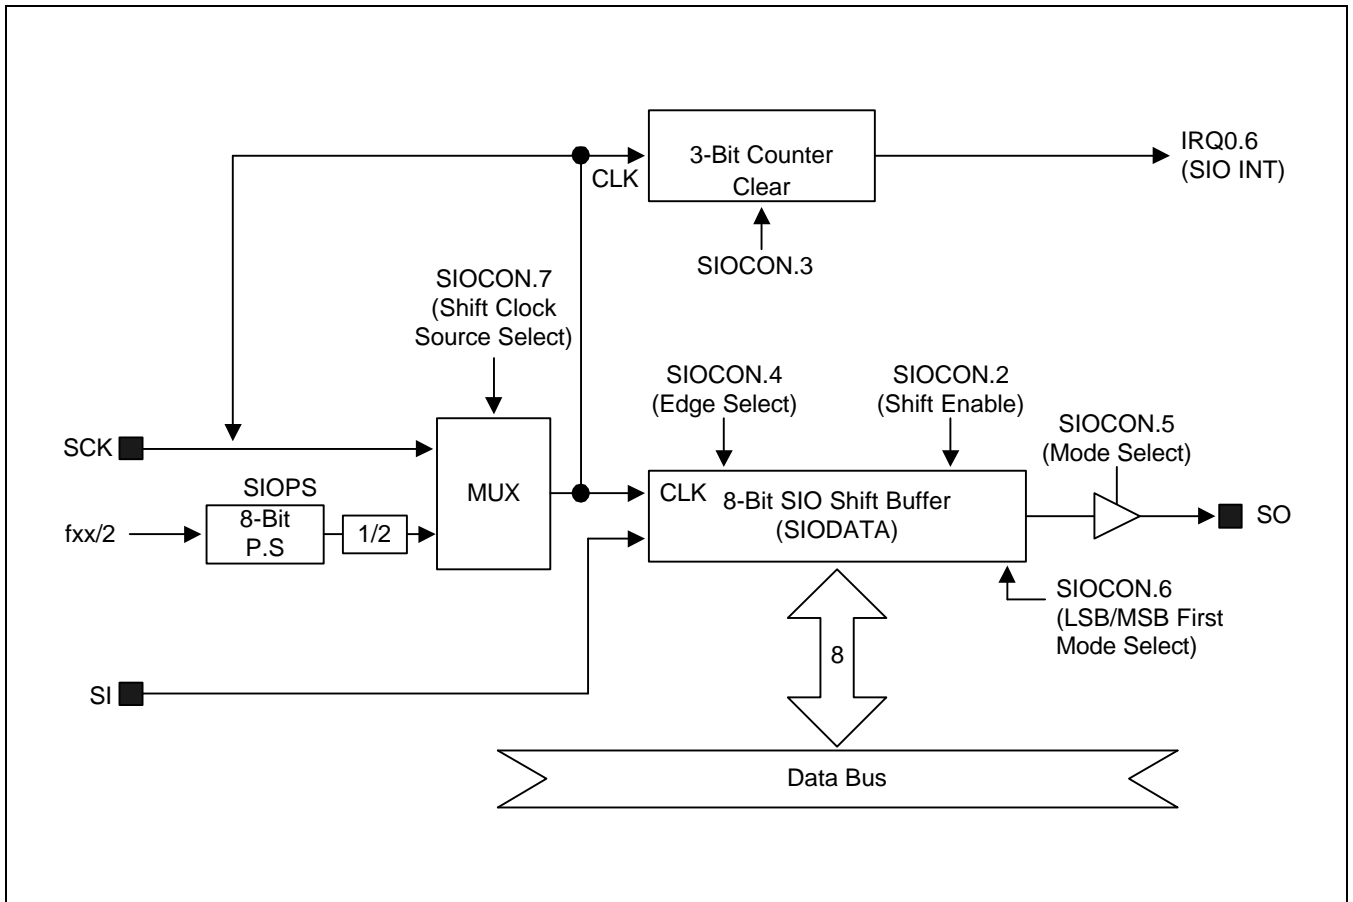 3-Bit Counter
Clear
CLK
IRQ0.6
(SIO INT)
SIOCON.3
SIOCON.7
(Shift Clock
Source Select)
SIOCON.4
(Edge Select)
SIOCON.2
(Shift Enable)
SIOCON.5
(Mode Select)
SCK
MUX
CLK
8-Bit SIO Shift Buffer
(SIODATA)
SO
SIOPS
fxx/2
8-Bit
P.S
1/2
SIOCON.6
(LSB/MSB First
Mode Select)
8
SI
Data Bus